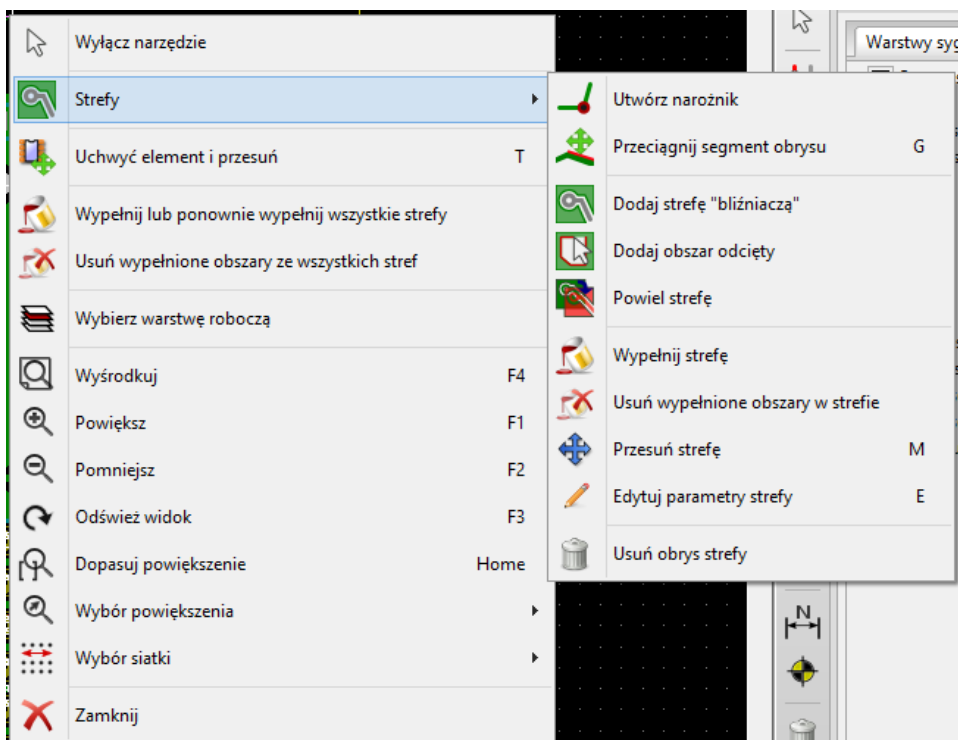 Wyłącz narzędzie
Strefy
Uchwyć element i przesuń T
Wypełnij lub ponownie wypełnij wszystkie strefy
Usuń wypełnione obszary ze wszystkich stref
Wybierz warstwę roboczą
Wyśrodkuj F4
Powiększ F1
Pomniejsz F2
Odśwież widok F3
Dopasuj powiększenie Home
Wybór powiększenia
Wybór siatki
Zamknij
Utwórz narożnik
Przeciągnij segment obrysu G
Dodaj strefę "bliźniaczą"
Dodaj obszar odcięty
Powiel strefę
Wypełnij strefę
Usuń wypełnione obszary w strefie
Przesuń strefę M
Edytuj parametry strefy E
Usuń obrys strefy
Warstwy syg
N